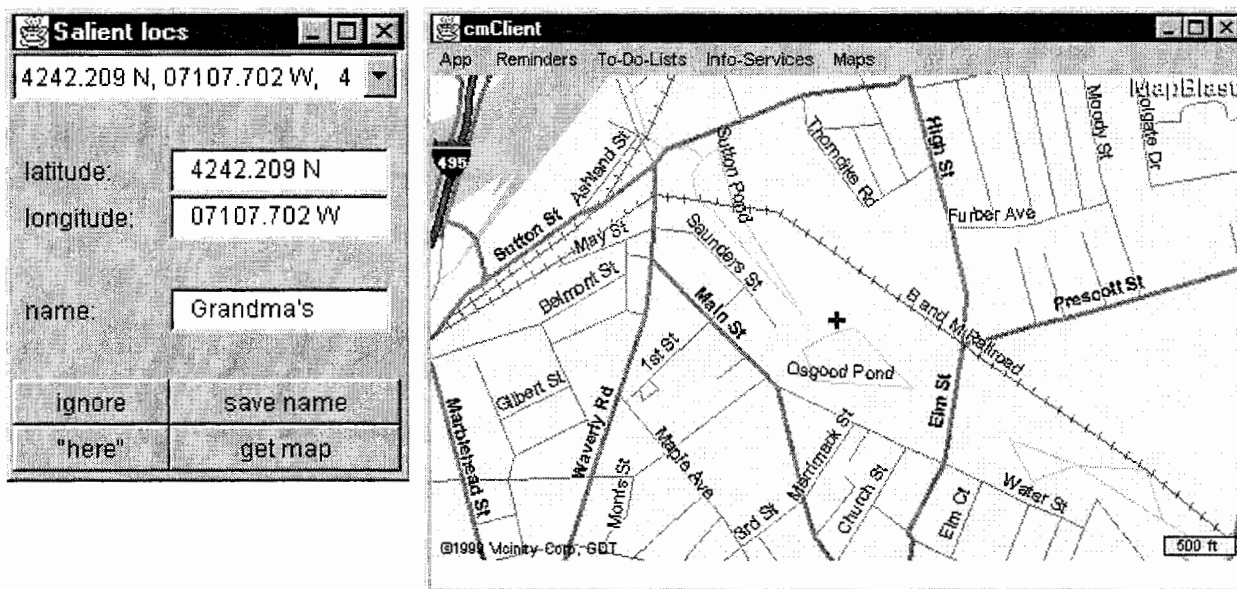 Salient locs
4242.209 N, 07107.702 W, 4
latitude: 4242.209 N
longitude: 07107.702 W
name: Grandma's
ignore save name
"here" get map
cmClient
App Reminders To-Do-Lists Info-Services Maps
MapBlast
495
Ashland St
Sutton St
Sutton Pond
Thorndike Rd
High St
Moody St
Colgate Dr
Furber Ave
May St
Saunders St
Belmont St
Main St
Prescott St
B and M Railroad
1st St
Osgood Pond
Gilbert St
Elm St
Marblehead St
Waverly Rd
Maple Ave
Merrimack St
Morris St
3rd St
Church St
Elm Ct
Water St
©1999 Vicinity Corp, GDT
500 ft